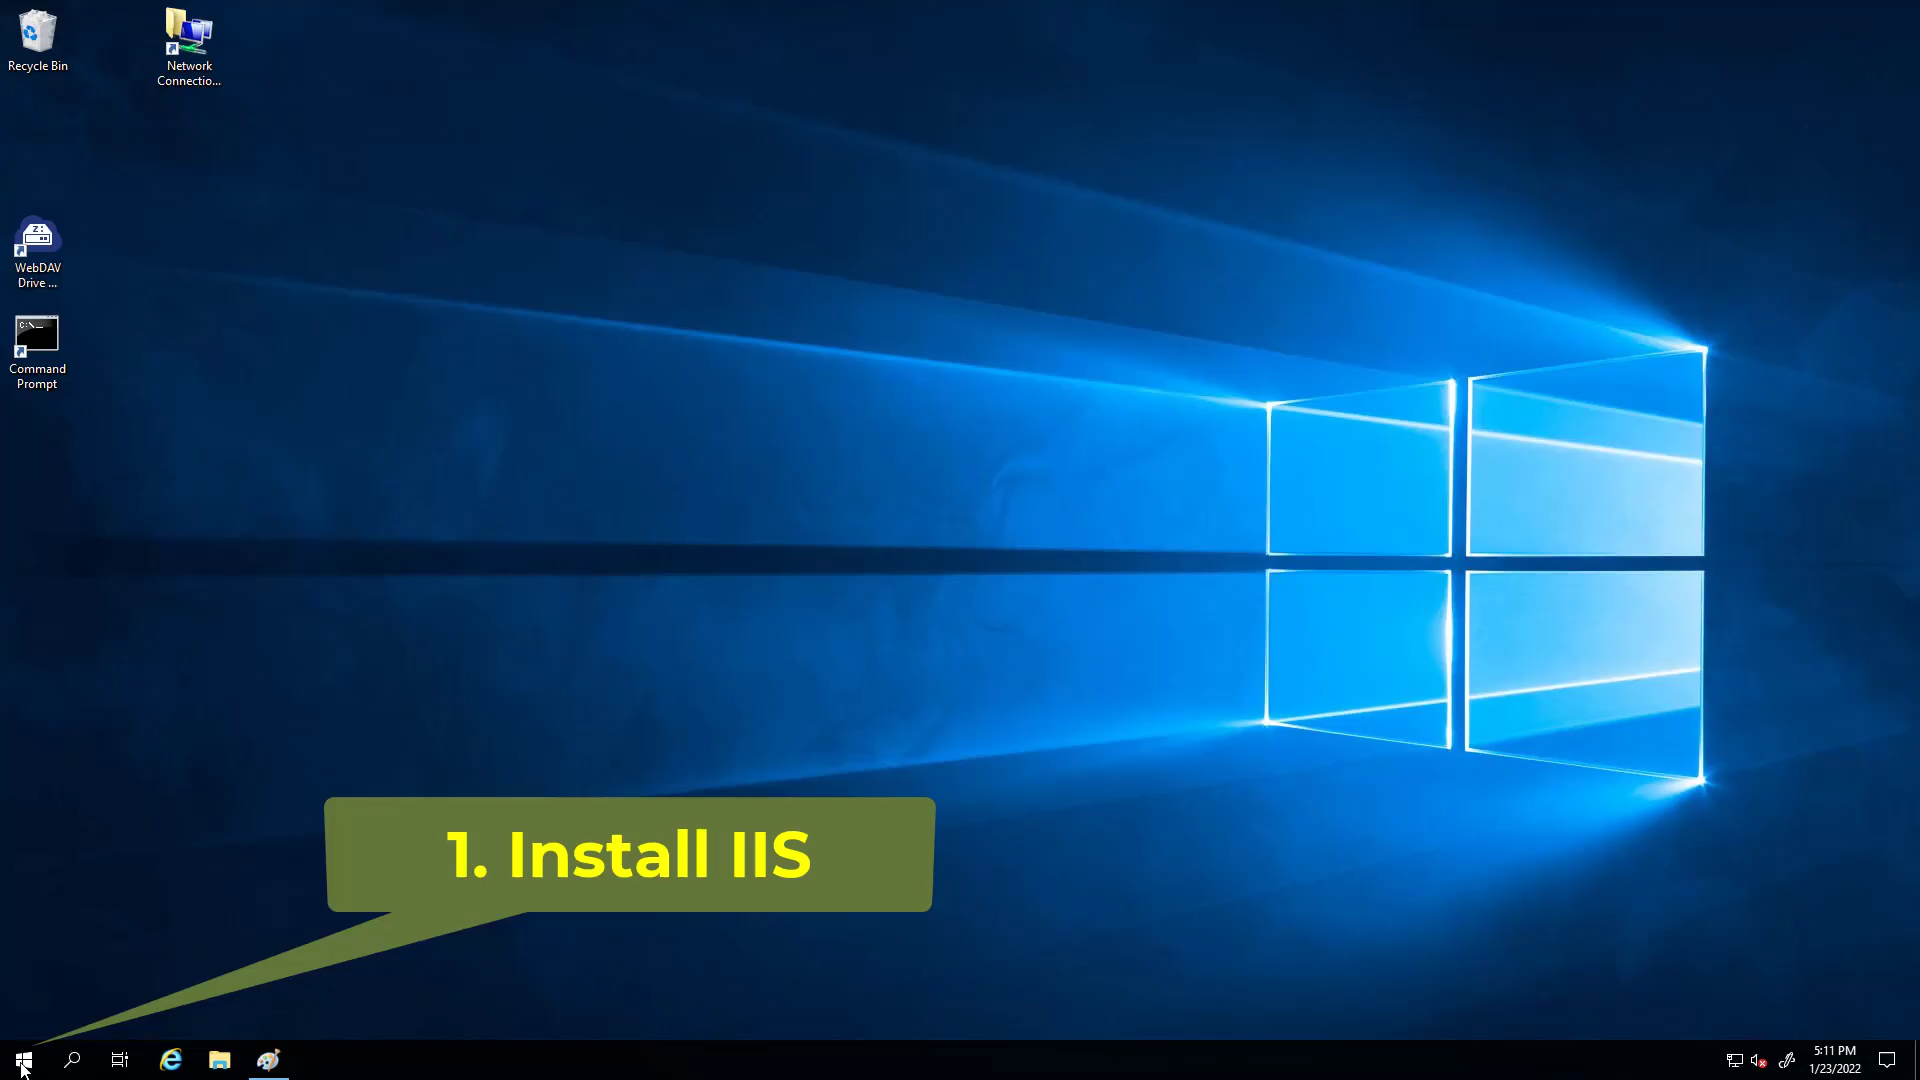 Recycle Bin
Network
Connectio...
WebDAV
Drive ...
Command
Prompt
1. Install IIS
5:11 PM
1/23/2022